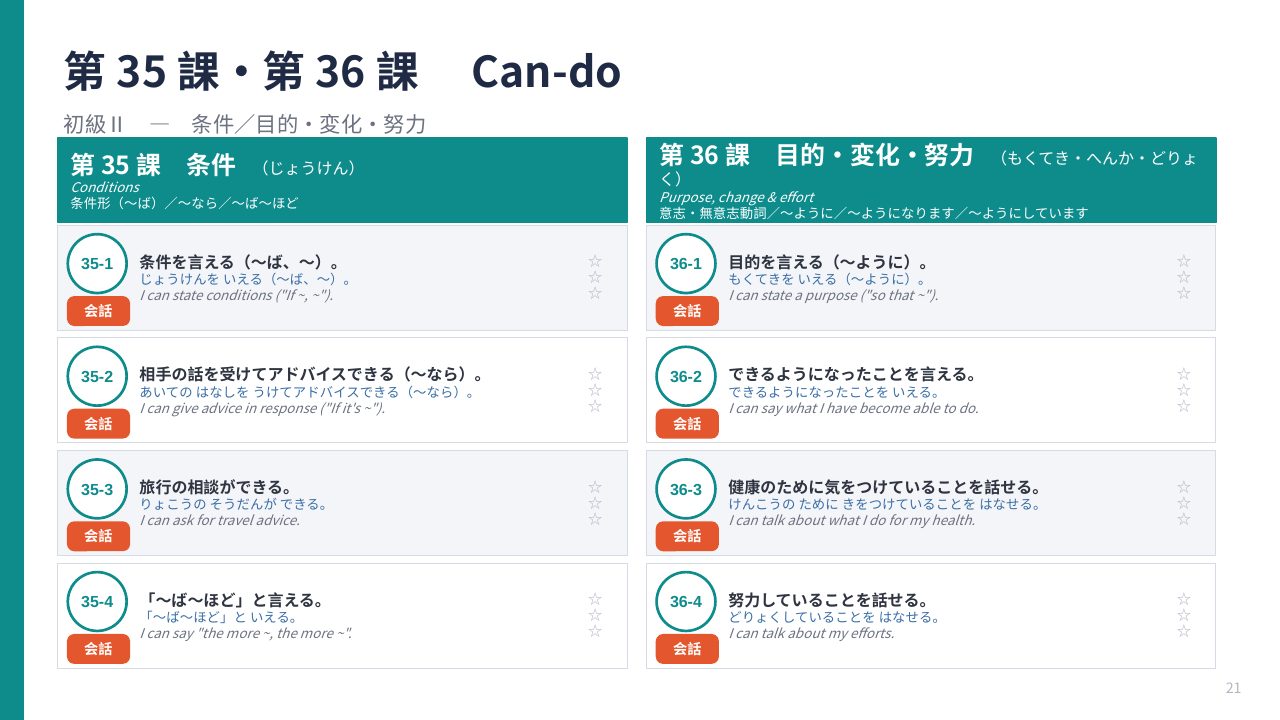 第 35 課・第 36 課　Can-do
初級Ⅱ　―　条件／目的・変化・努力
第 35 課　条件　（じょうけん）
Conditions
条件形（～ば）／～なら／～ば～ほど
35-1
会話
条件を言える（～ば、～）。
じょうけんを いえる（～ば、～）。
I can state conditions ("If ~, ~").
☆
☆
☆
35-2
会話
相手の話を受けてアドバイスできる（～なら）。
あいての はなしを うけてアドバイスできる（～なら）。
I can give advice in response ("If it's ~").
☆
☆
☆
35-3
会話
旅行の相談ができる。
りょこうの そうだんが できる。
I can ask for travel advice.
☆
☆
☆
35-4
会話
「～ば～ほど」と言える。
「～ば～ほど」と いえる。
I can say "the more ~, the more ~".
☆
☆
☆
第 36 課　目的・変化・努力　（もくてき・へんか・どりょ
く）
Purpose, change & effort
意志・無意志動詞／～ように／～ようになります／～ようにしています
36-1
会話
目的を言える（～ように）。
もくてきを いえる（～ように）。
I can state a purpose ("so that ~").
☆
☆
☆
36-2
会話
できるようになったことを言える。
できるようになったことを いえる。
I can say what I have become able to do.
☆
☆
☆
36-3
会話
健康のために気をつけていることを話せる。
けんこうの ために きをつけていることを はなせる。
I can talk about what I do for my health.
☆
☆
☆
36-4
会話
努力していることを話せる。
どりょくしていることを はなせる。
I can talk about my efforts.
☆
☆
☆
21